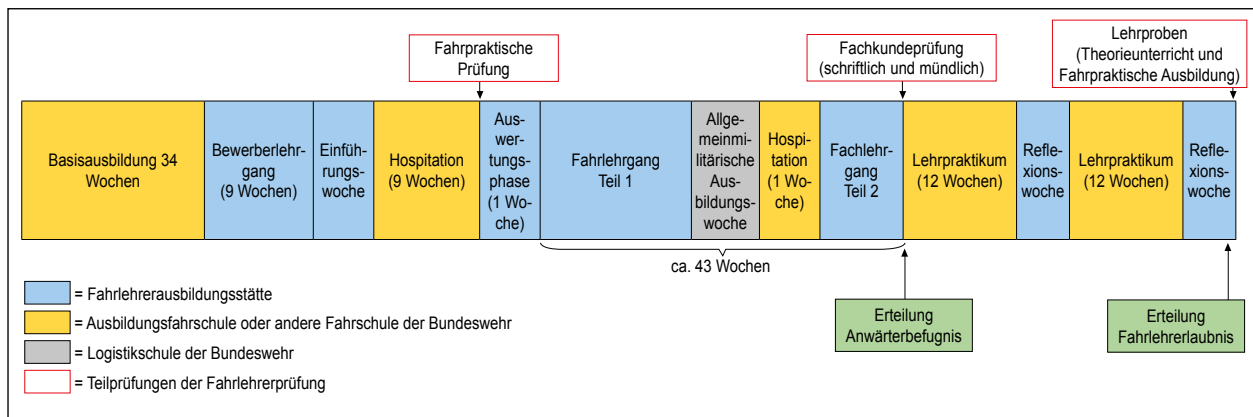 Fahrpraktische
Prüfung
Fachkundeprüfung
(schriftlich und mündlich)
Lehrproben
(Theorieunterricht und
Fahrpraktische Ausbildung)
Basisausbildung 34
Wochen
Bewerberlehr-
gang
(9 Wochen)
Einfüh-
rungs-
woche
Hospitation
(9 Wochen)
Aus-
wer-
tungs-
phase
(1 Wo-
che)
Fahrlehrgang
Teil 1
Allge-
meinmi-
litärische
Aus-
bildungs-
woche
Hospi-
tation
(1 Wo-
che)
Fachlehr-
gang
Teil 2
Lehrpraktikum
(12 Wochen)
Refle-
xions-
woche
Lehrpraktikum
(12 Wochen)
Refle-
xions-
woche
ca. 43 Wochen
= Fahrlehrerausbildungsstätte
= Ausbildungsfahrschule oder andere Fahrschule der Bundeswehr
= Logistikschule der Bundeswehr
= Teilprüfungen der Fahrlehrerprüfung
Erteilung
Anwärterbefugnis
Erteilung
Fahrlehrerlaubnis